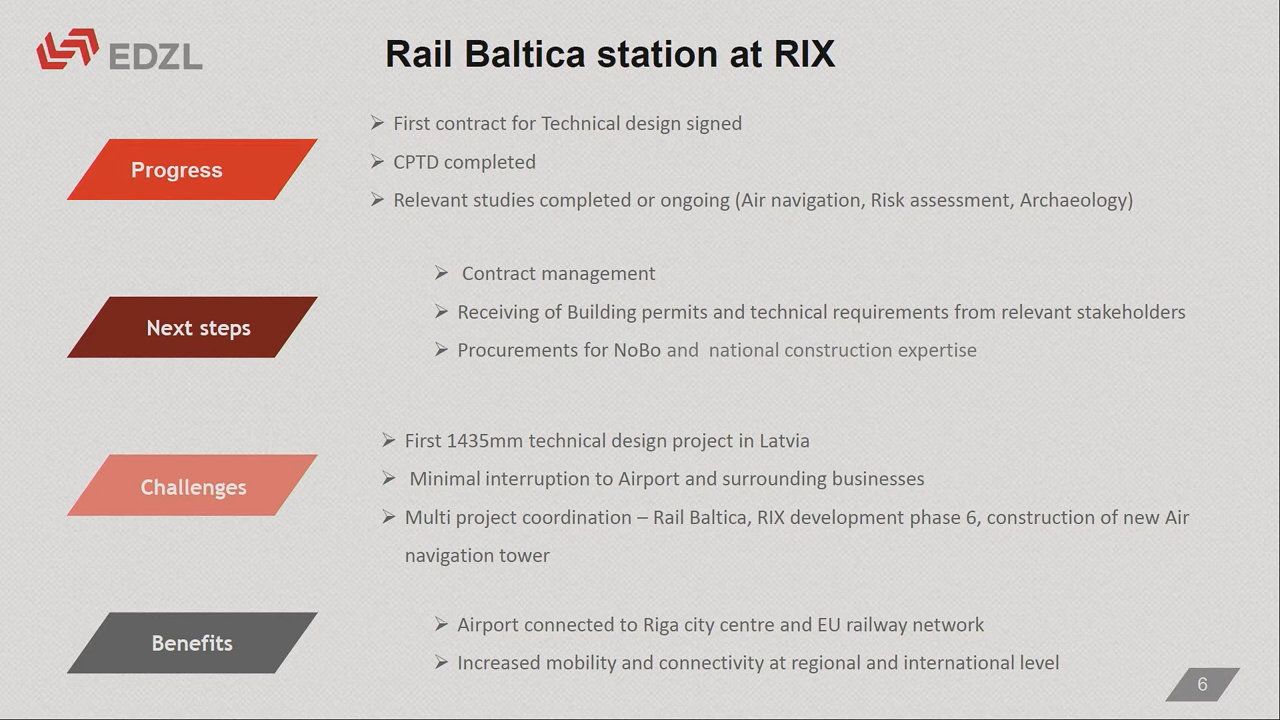 EDZL
Rail Baltica station at RIX
Progress
First contract for Technical design signed
CPTD completed
Relevant studies completed or ongoing (Air navigation, Risk assessment, Archaeology)
Next steps
Contract management
Receiving of Building permits and technical requirements from relevant stakeholders
Procurements for NoBo and national construction expertise
Challenges
First 1435mm technical design project in Latvia
Minimal interruption to Airport and surrounding businesses
Multi project coordination – Rail Baltica, RIX development phase 6, construction of new Air
navigation tower
Benefits
Airport connected to Riga city centre and EU railway network
Increased mobility and connectivity at regional and international level
6